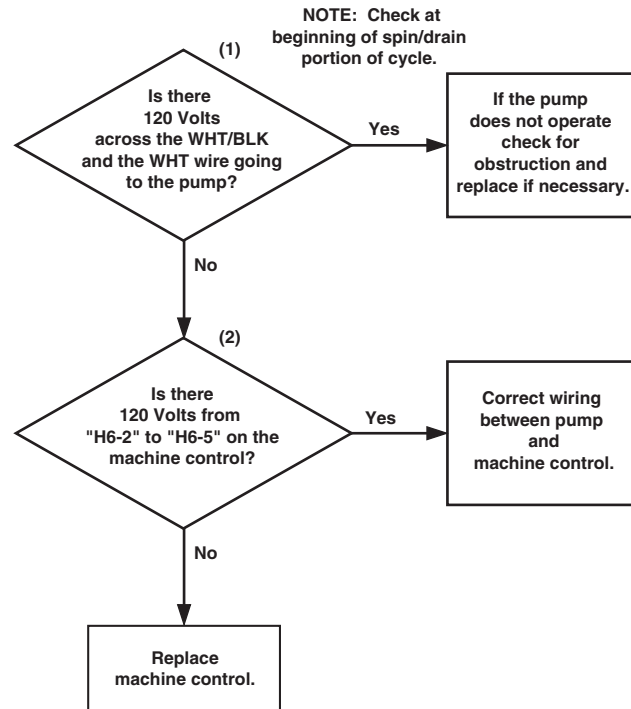 NOTE: Check at
beginning of spin/drain
portion of cycle.
(1)
Is there
120 Volts
across the WHT/BLK
and the WHT wire going
to the pump?
Yes
If the pump
does not operate
check for
obstruction and
replace if necessary.
No
(2)
Is there
120 Volts from
"H6-2" to "H6-5" on the
machine control?
Yes
Correct wiring
between pump
and
machine control.
No
Replace
machine control.